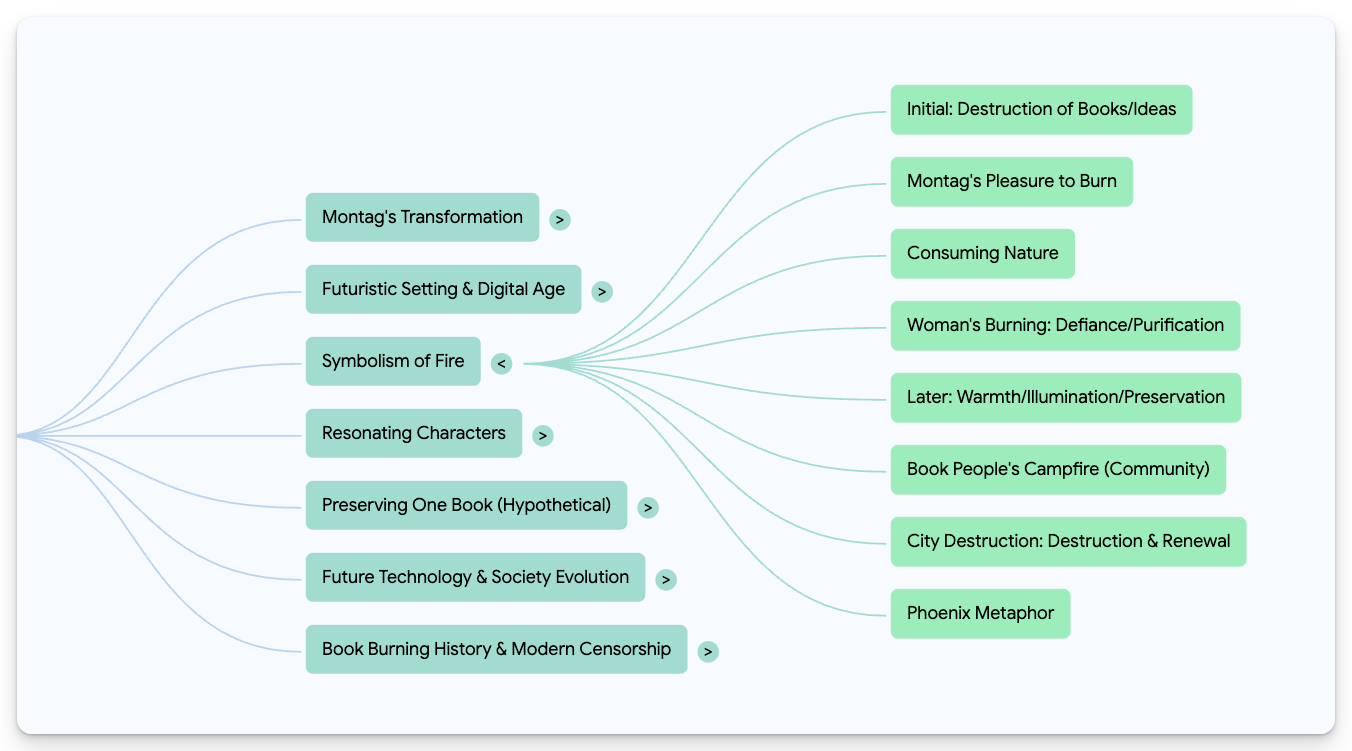 Montag's Transformation >
Futuristic Setting & Digital Age >
Symbolism of Fire <
Resonating Characters >
Preserving One Book (Hypothetical) >
Future Technology & Society Evolution >
Book Burning History & Modern Censorship >
Initial: Destruction of Books/Ideas
Montag's Pleasure to Burn
Consuming Nature
Woman's Burning: Defiance/Purification
Later: Warmth/Illumination/Preservation
Book People's Campfire (Community)
City Destruction: Destruction & Renewal
Phoenix Metaphor